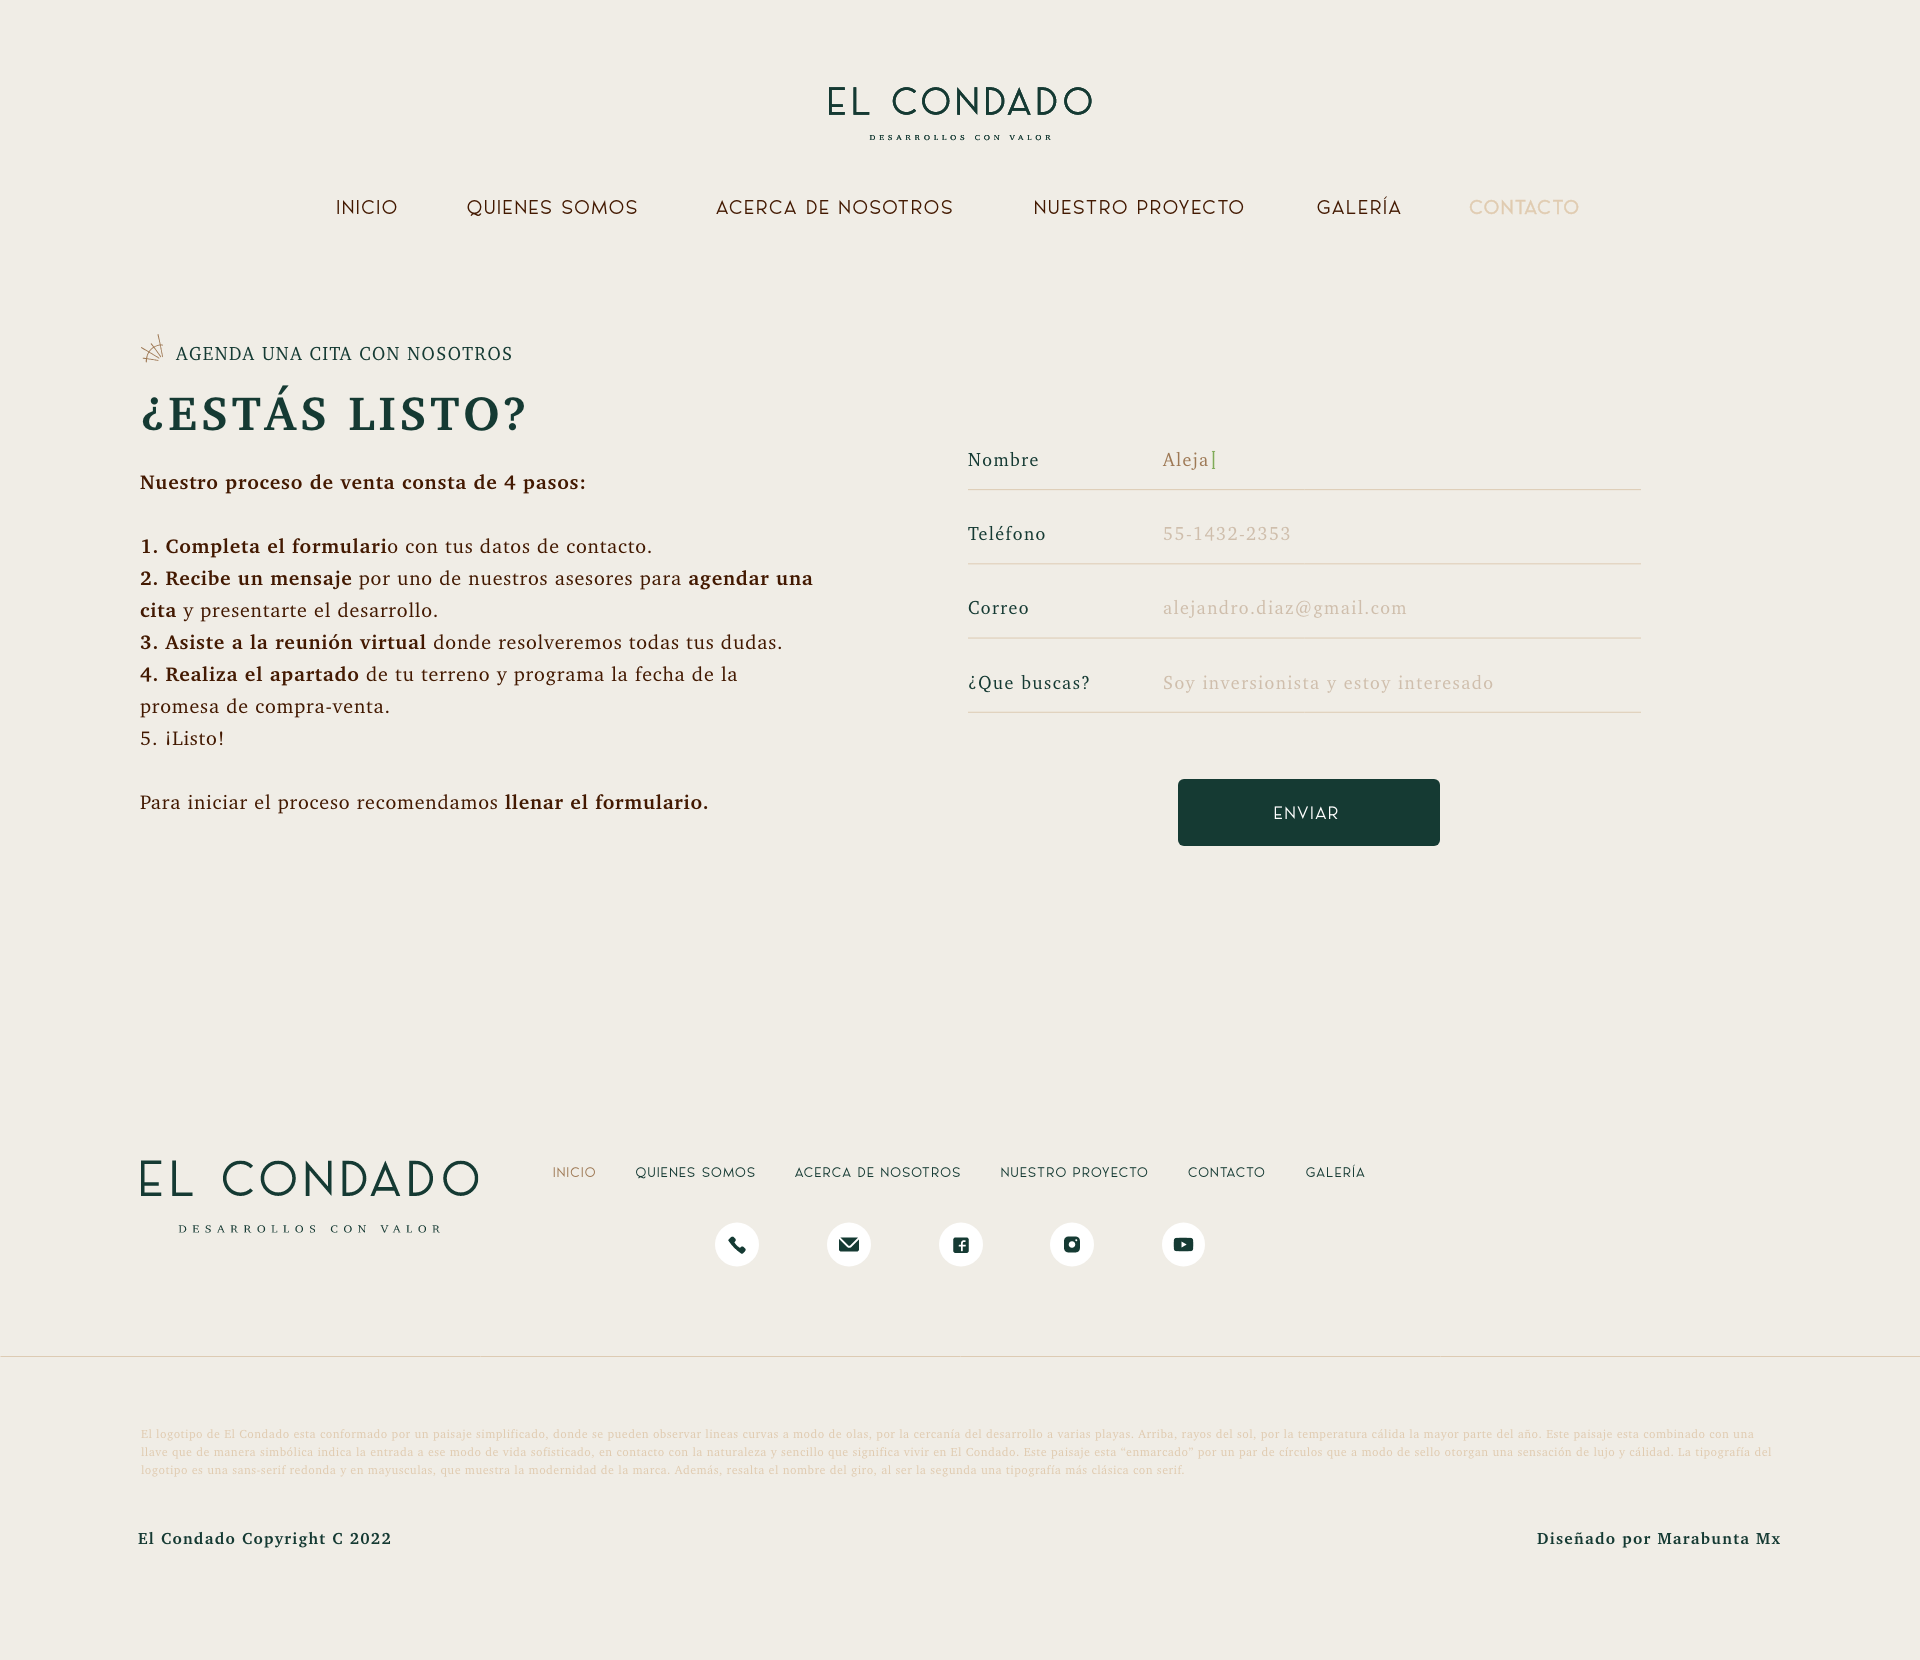 EL CONDADO
DESARROLLOS CON VALOR
INICIO QUIENES SOMOS ACERCA DE NOSOTROS NUESTRO PROYECTO GALERÍA CONTACTO
AGENDA UNA CITA CON NOSOTROS
¿ESTÁS LISTO?
Nuestro proceso de venta consta de 4 pasos:
1. Completa el formulario con tus datos de contacto.
2. Recibe un mensaje por uno de nuestros asesores para agendar una
cita y presentarte el desarrollo.
3. Asiste a la reunión virtual donde resolveremos todas tus dudas.
4. Realiza el apartado de tu terreno y programa la fecha de la
promesa de compra-venta.
5. ¡Listo!
Para iniciar el proceso recomendamos llenar el formulario.
Nombre Aleja
Teléfono 55-1432-2353
Correo alejandro.diaz@gmail.com
¿Que buscas? Soy inversionista y estoy interesado
ENVIAR
EL CONDADO
DESARROLLOS CON VALOR
INICIO QUIENES SOMOS ACERCA DE NOSOTROS NUESTRO PROYECTO CONTACTO GALERÍA
El logotipo de El Condado esta conformado por un paisaje simplificado, donde se pueden observar líneas curvas a modo de olas, por la cercanía del desarrollo a varias playas. Arriba, rayos del sol, por la temperatura cálida la mayor parte del año. Este paisaje esta combinado con una
llave que de manera simbólica indica la entrada a ese modo de vida sofisticado, en contacto con la naturaleza y sencillo que significa vivir en El Condado. Este paisaje esta "enmarcado" por un par de círculos que a modo de sello otorgan una sensación de lujo y cálidad. La tipografía del
logotipo es una sans-serif redonda y en mayusculas, que muestra la modernidad de la marca. Además, resalta el nombre del giro, al ser la segunda una tipografía más clásica con serif.
El Condado Copyright C 2022
Diseñado por Marabunta Mx